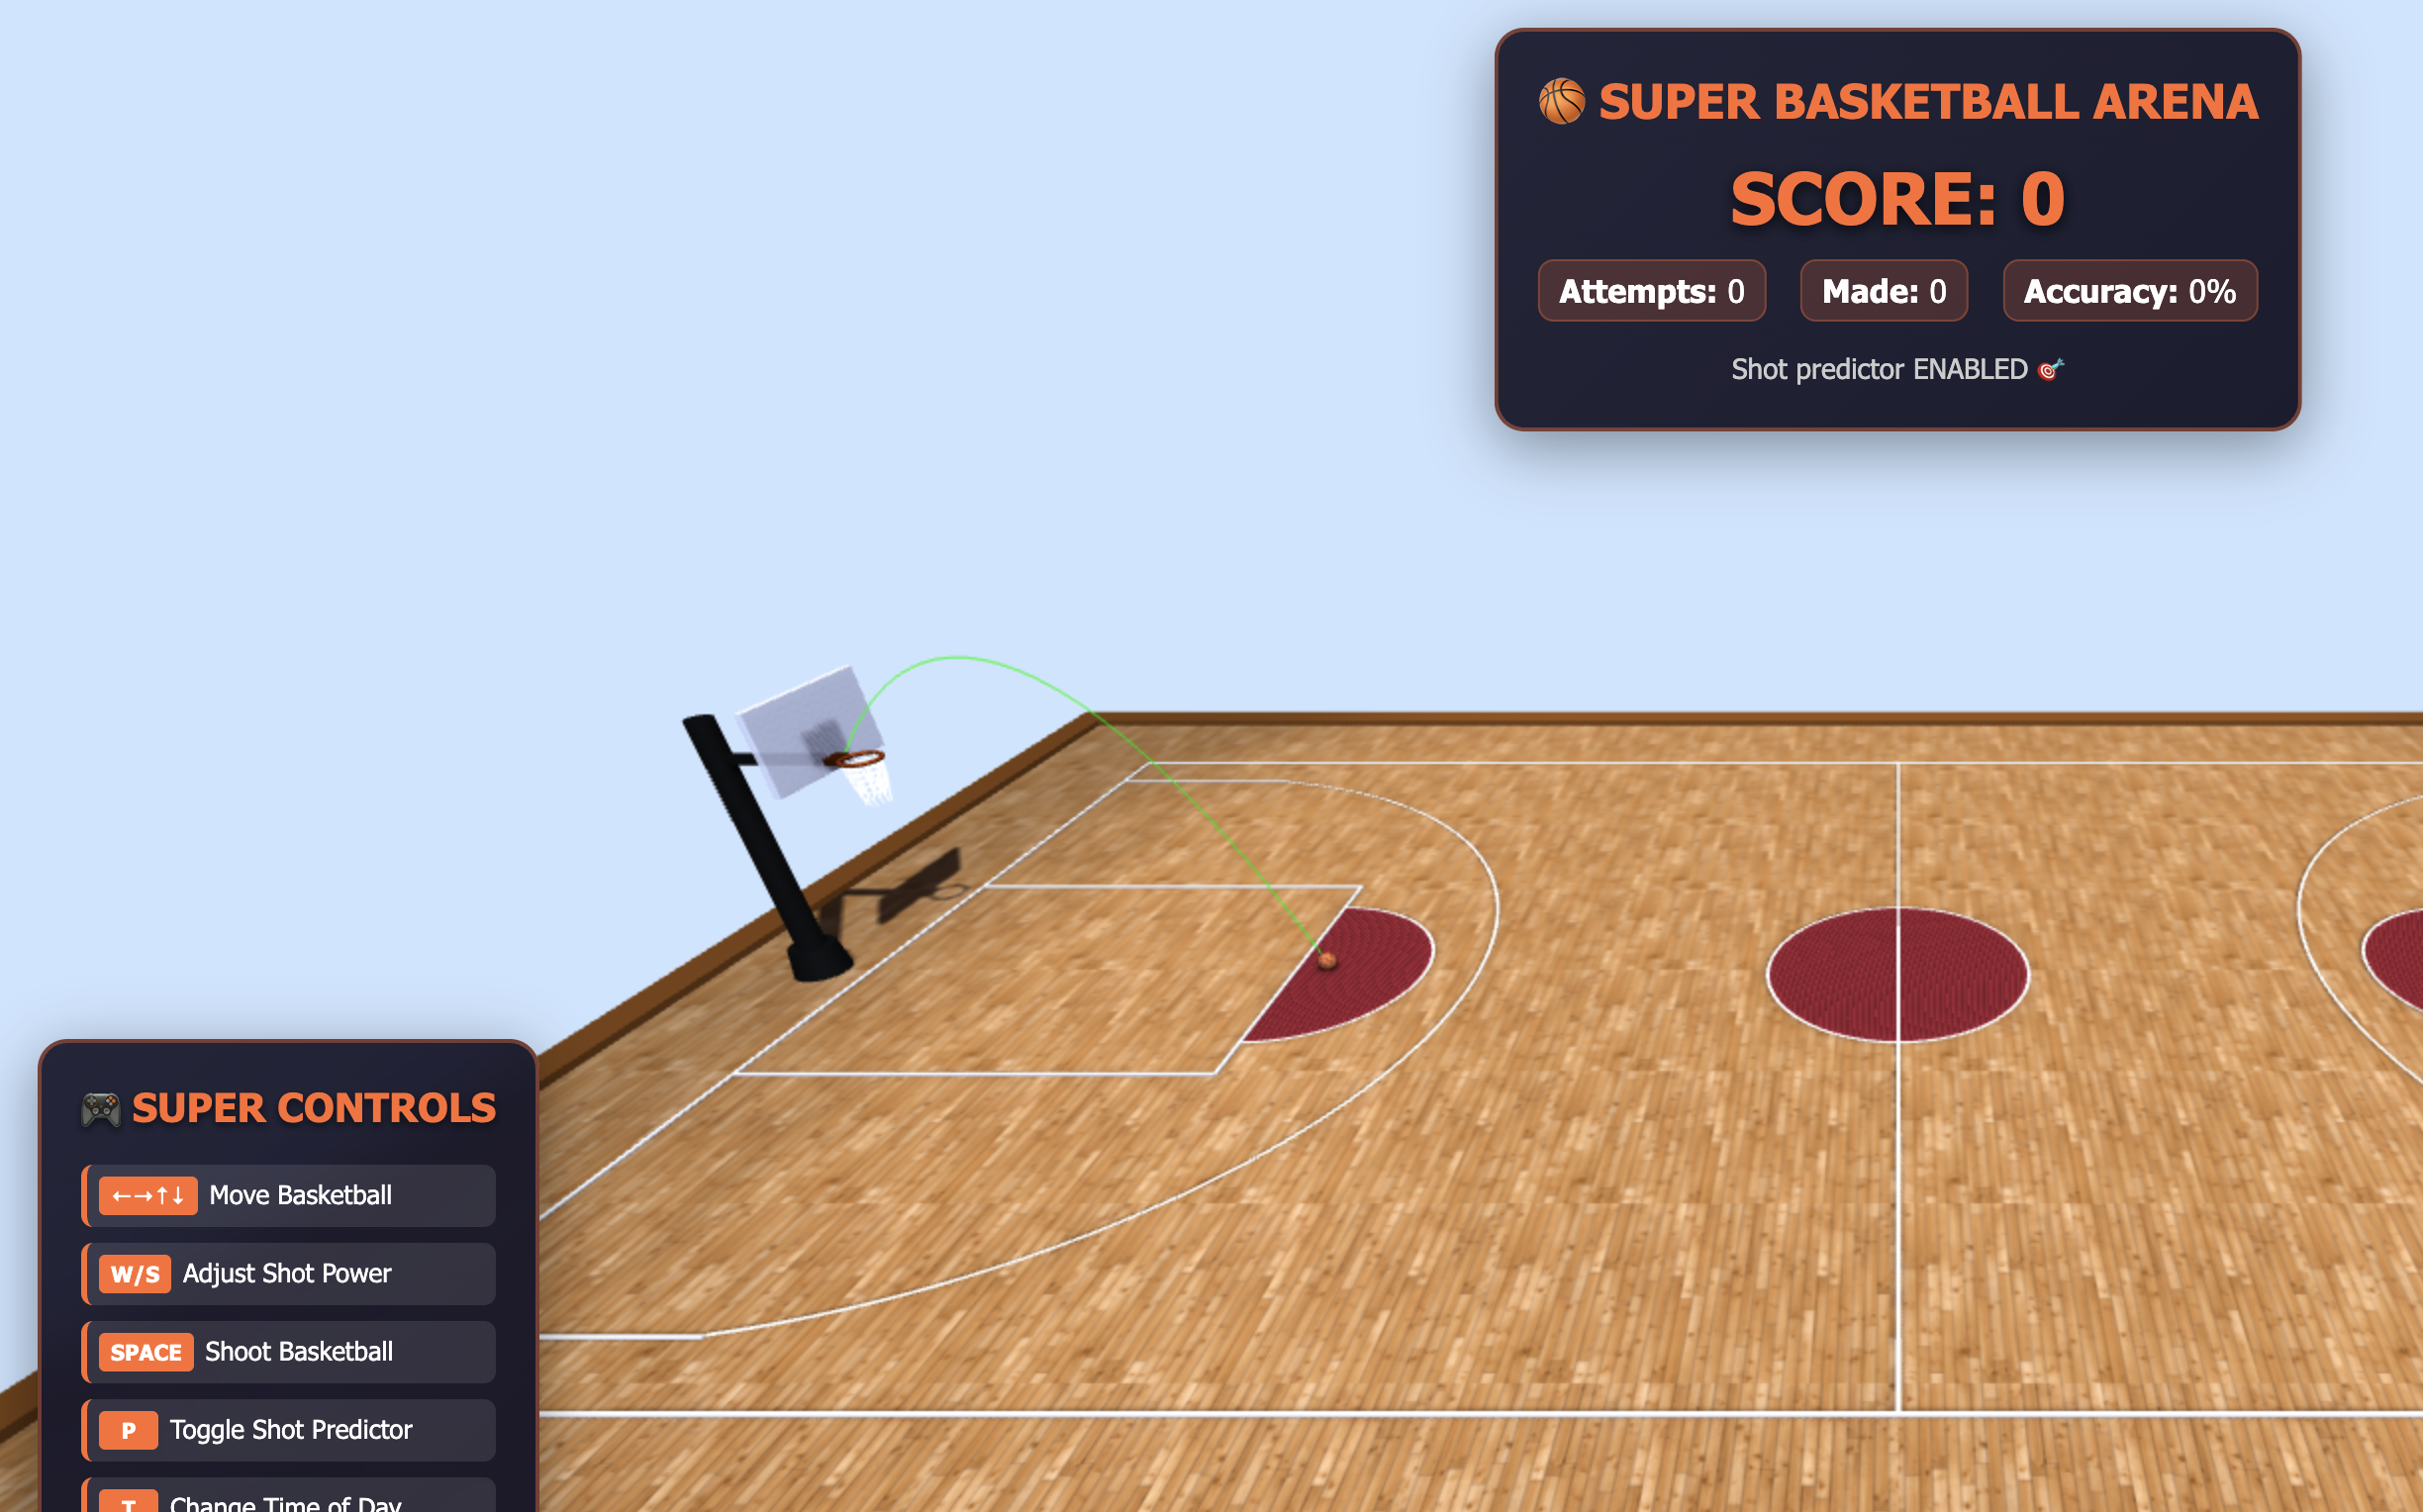 🏀 SUPER BASKETBALL ARENA
SCORE: 0
Attempts: 0 Made: 0 Accuracy: 0%
Shot predictor ENABLED 🎯
🎮 SUPER CONTROLS
←→↑↓ Move Basketball
W/S Adjust Shot Power
SPACE Shoot Basketball
P Toggle Shot Predictor
T Change Time of Day